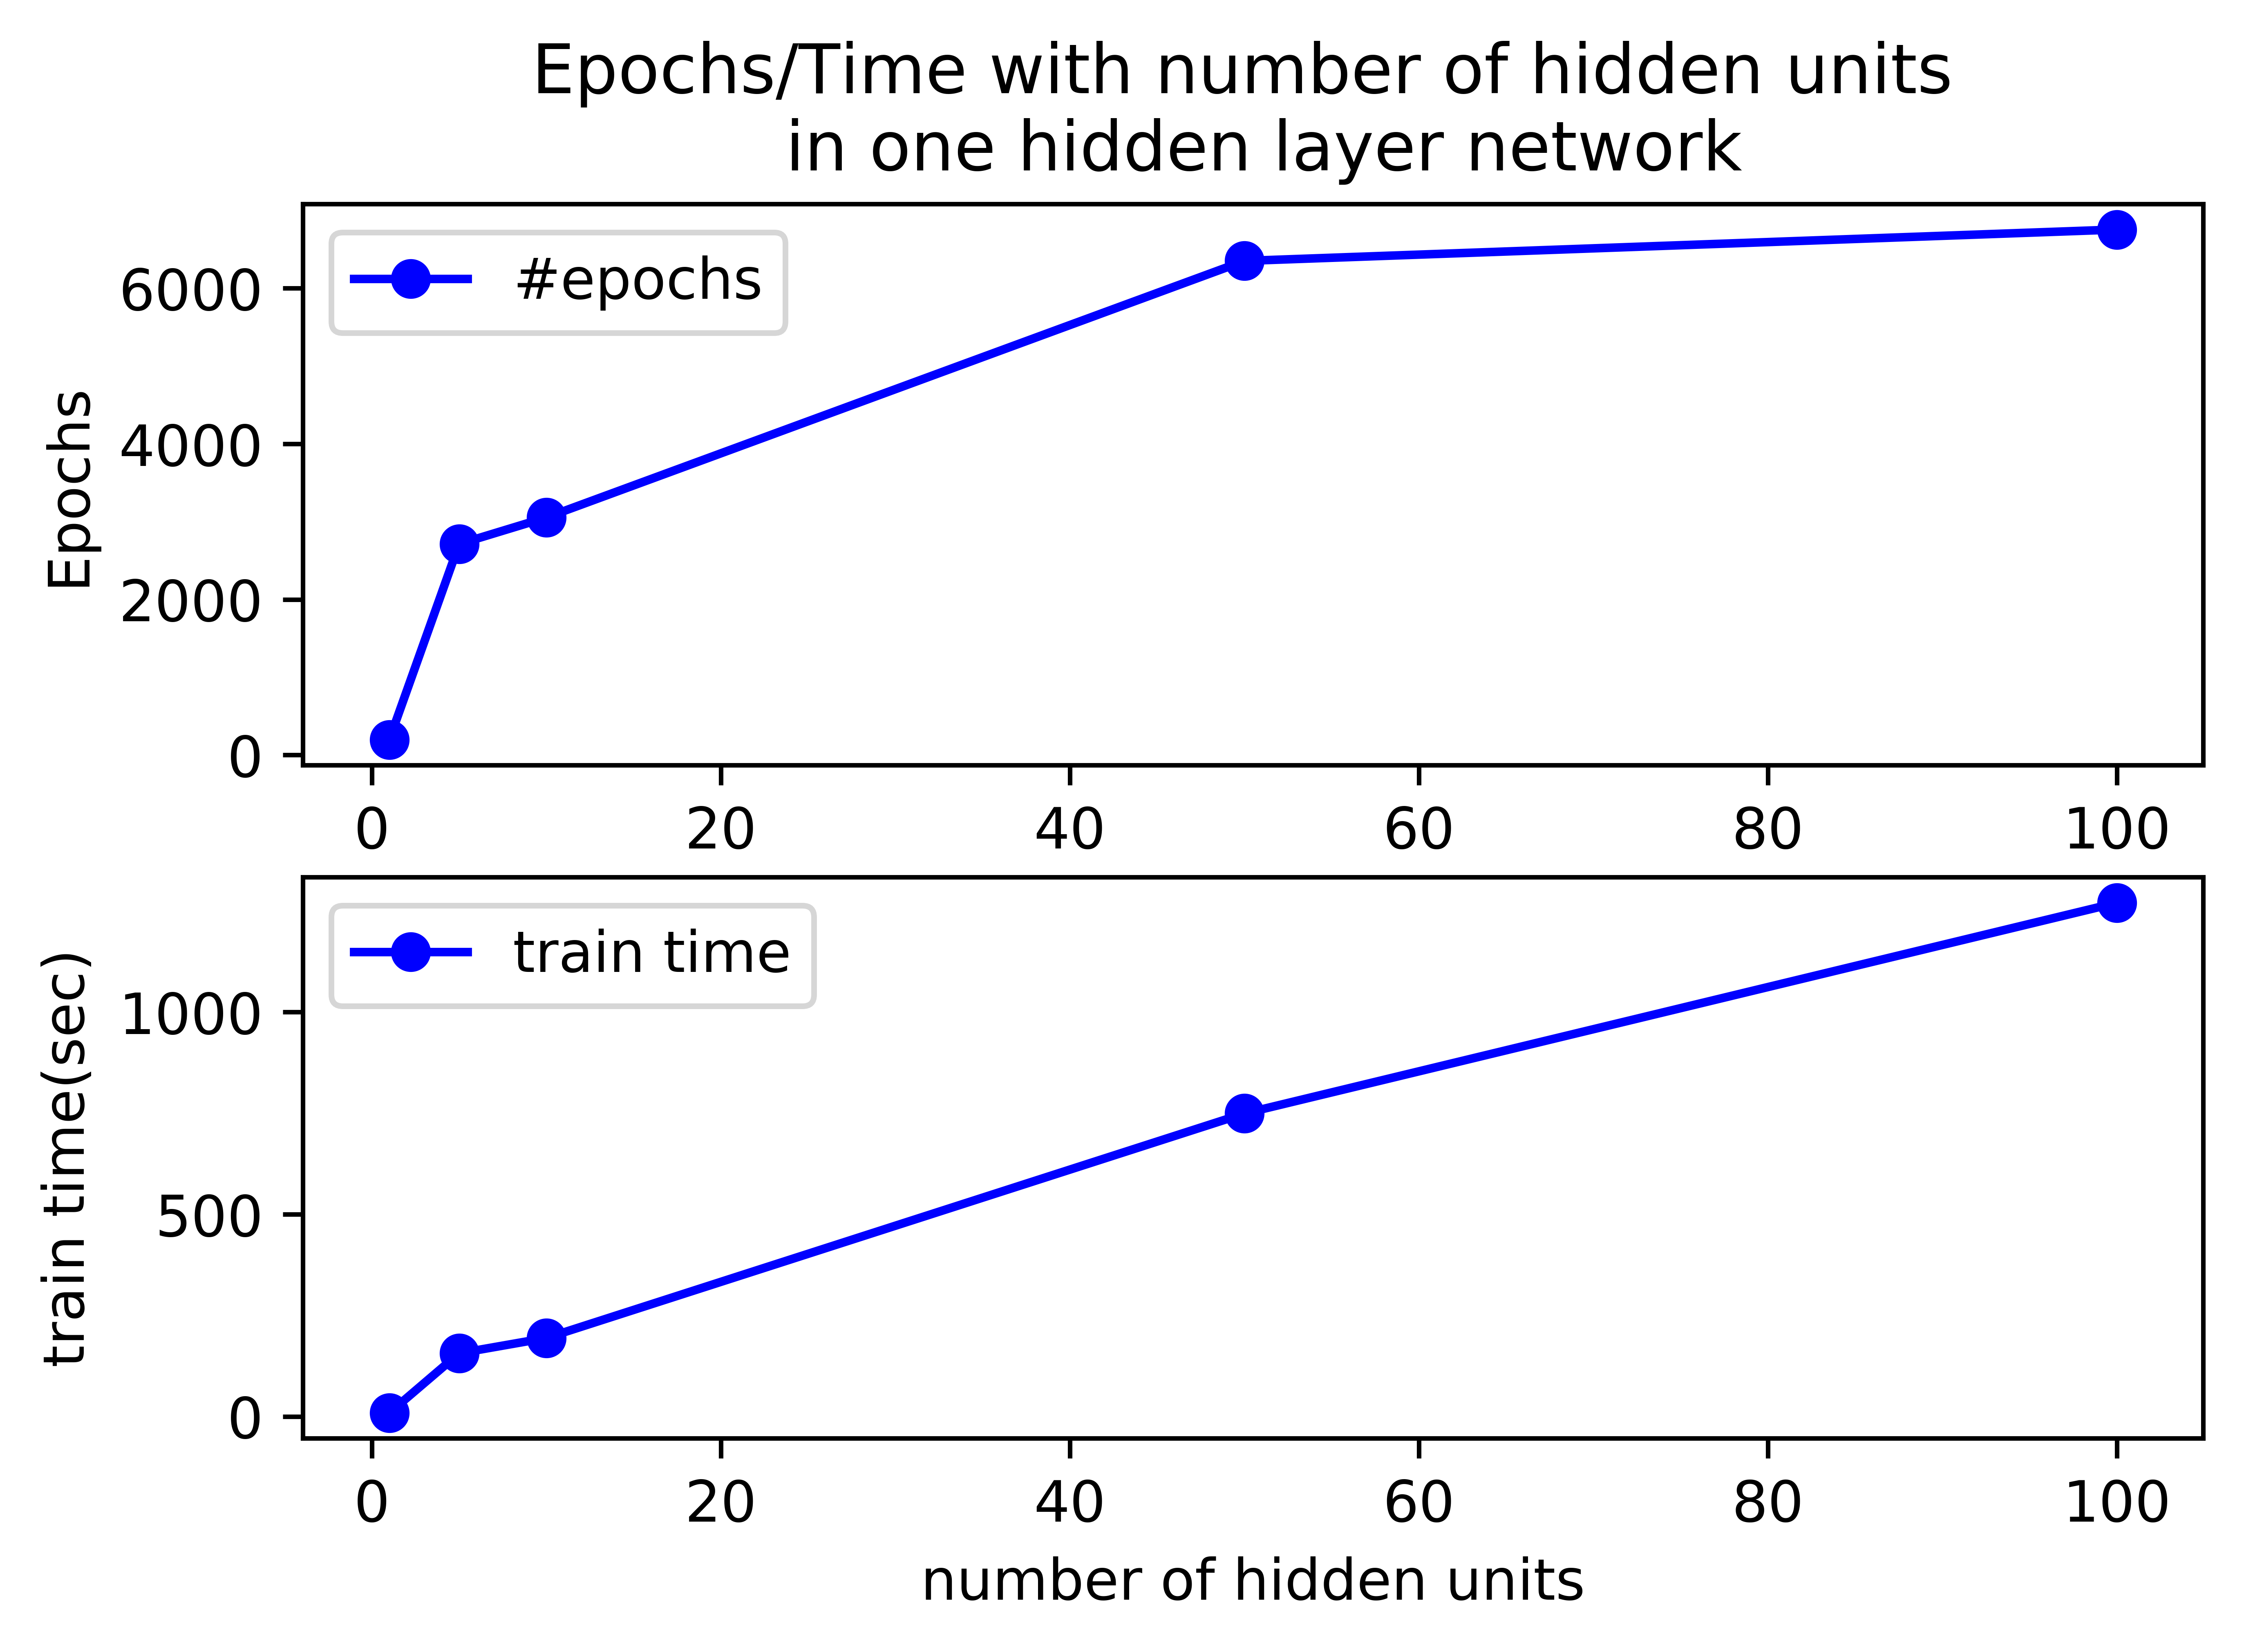 Epochs/Time with number of hidden units
in one hidden layer network
#epochs
Epochs
6000
4000
2000
0
0 20 40 60 80 100
train time
train time(sec)
1000
500
0
0 20 40 60 80 100
number of hidden units